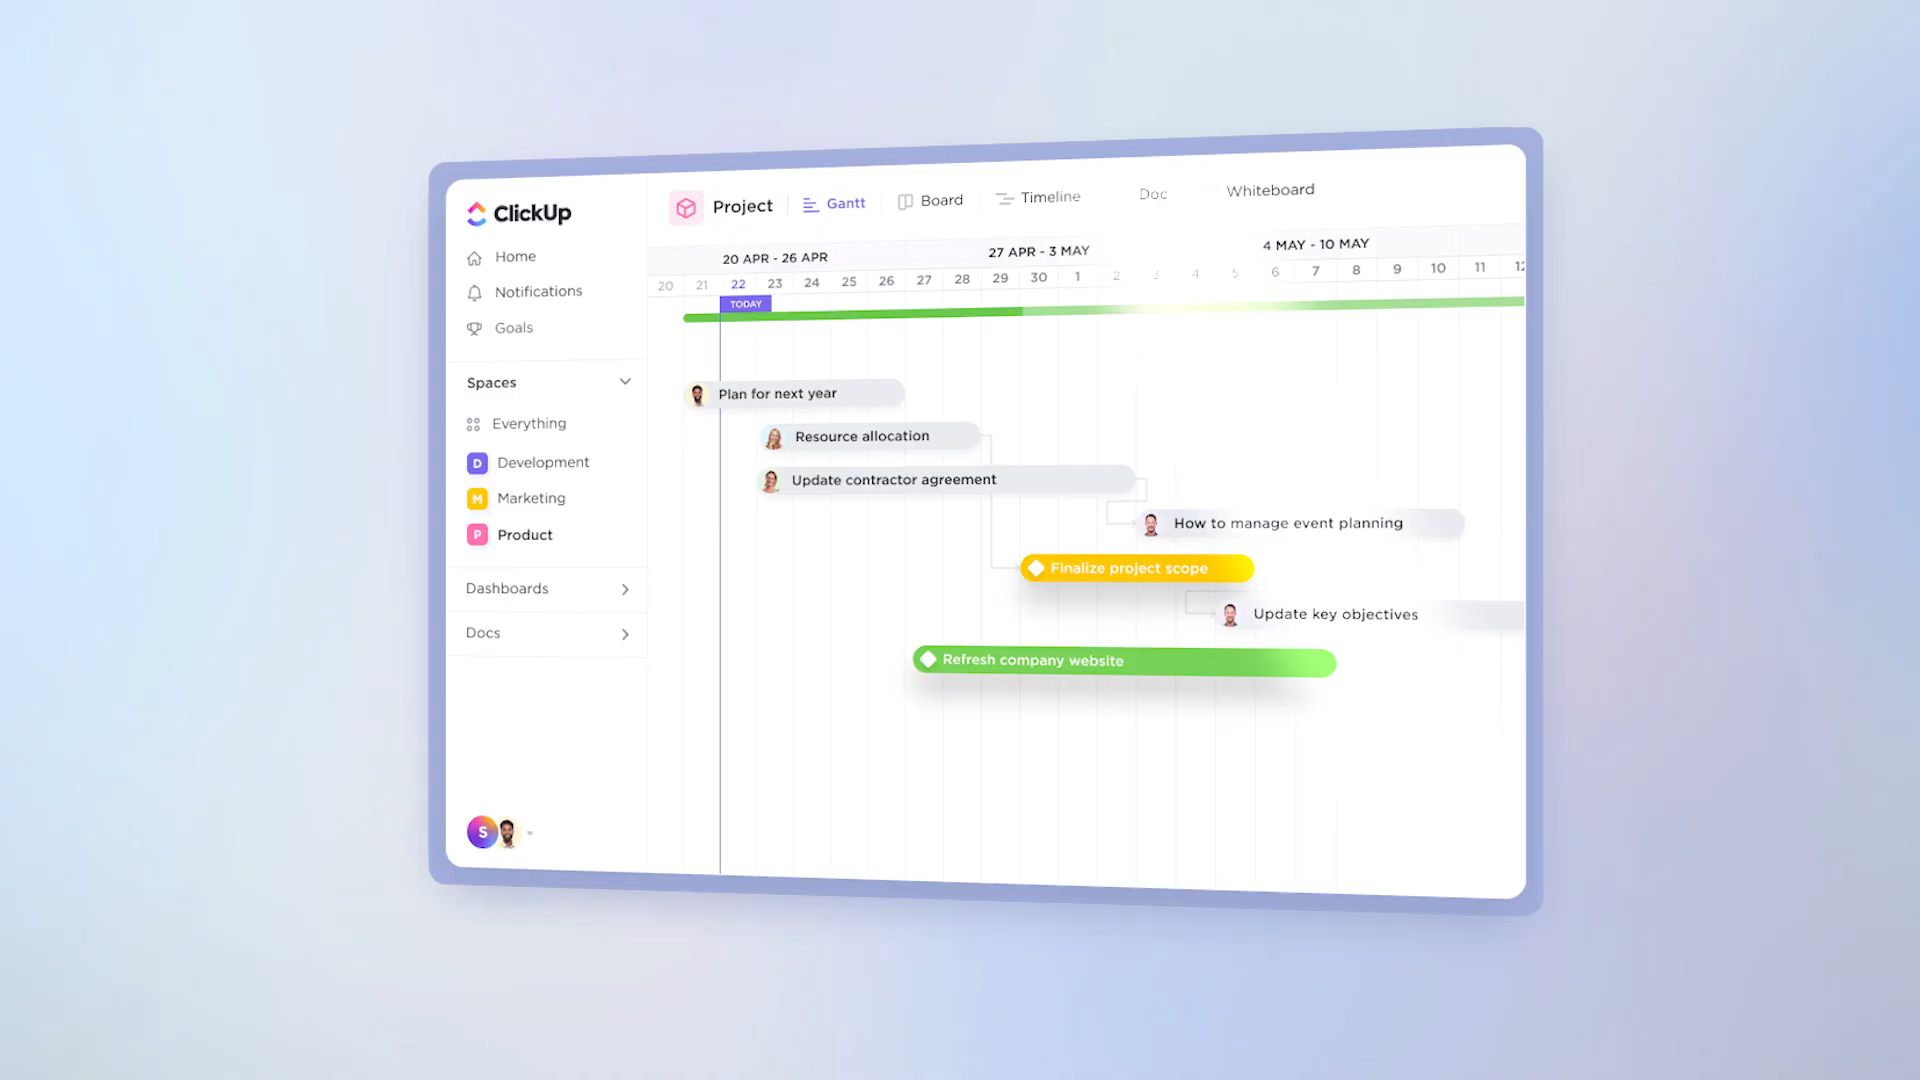 ClickUp
Home
Notifications
Goals
Spaces
Everything
D Development
M Marketing
P Product
Dashboards
Docs
S
Project
Gantt
Board
Timeline
Doc
Whiteboard
20 APR - 26 APR
27 APR - 3 MAY
4 MAY - 10 MAY
20 21 22 23 24 25 26 27 28 29 30 1 2 3 4 5 6 7 8 9 10 11 12
TODAY
Plan for next year
Resource allocation
Update contractor agreement
How to manage event planning
Finalize project scope
Update key objectives
Refresh company website